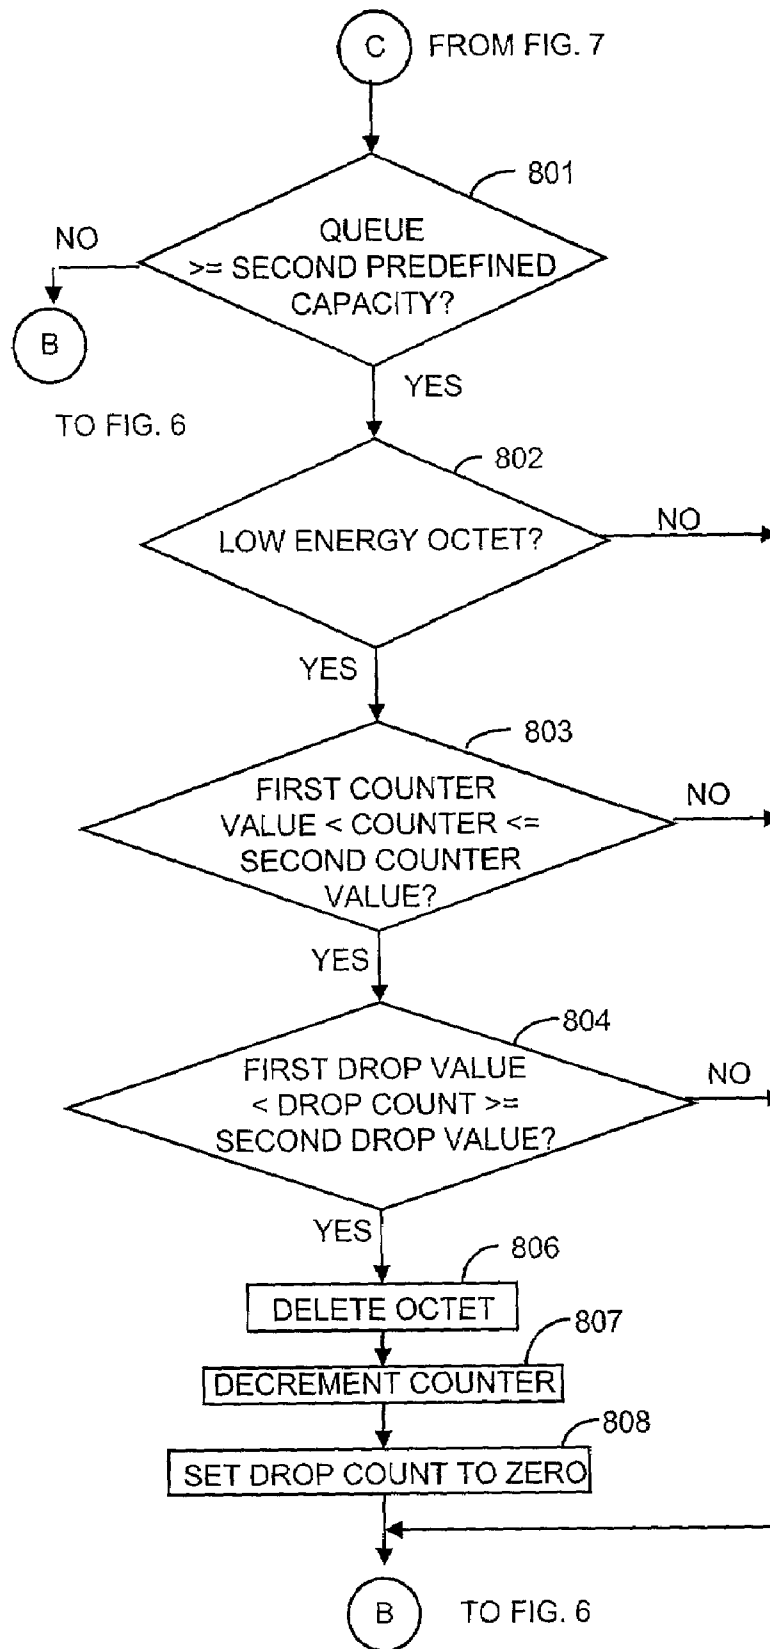 C FROM FIG. 7
801
QUEUE
>= SECOND PREDEFINED
CAPACITY?
NO
B
TO FIG. 6
YES
802
LOW ENERGY OCTET?
NO
YES
803
FIRST COUNTER
VALUE < COUNTER <=
SECOND COUNTER
VALUE?
NO
YES
804
FIRST DROP VALUE
< DROP COUNT >=
SECOND DROP VALUE?
NO
YES
806
DELETE OCTET
807
DECREMENT COUNTER
808
SET DROP COUNT TO ZERO
B TO FIG. 6